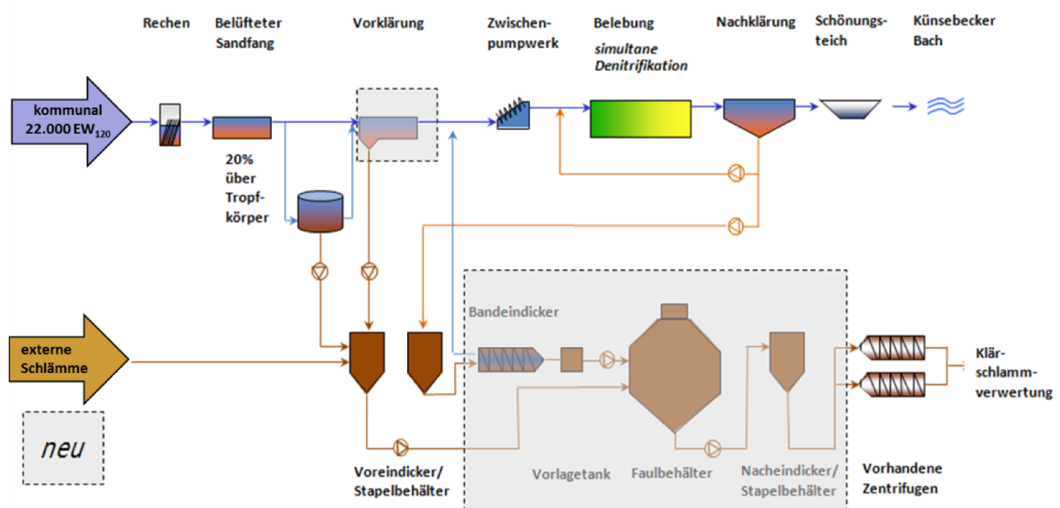 Rechen
Belüfteter
Sandfang
Vorklärung
Zwischen-
pumpwerk
Belebung
simultane
Denitrifikation
Nachklärung
Schönungs-
teich
Künsebecker
Bach
kommunal
22.000 EW120
20%
über
Tropf-
körper
externe
Schlämme
neu
Bandeindicker
Voreindicker/
Stapelbehälter
Vorlagetank
Faulbehälter
Nacheindicker/
Stapelbehälter
Vorhandene
Zentrifugen
Klär-
schlamm-
verwertung